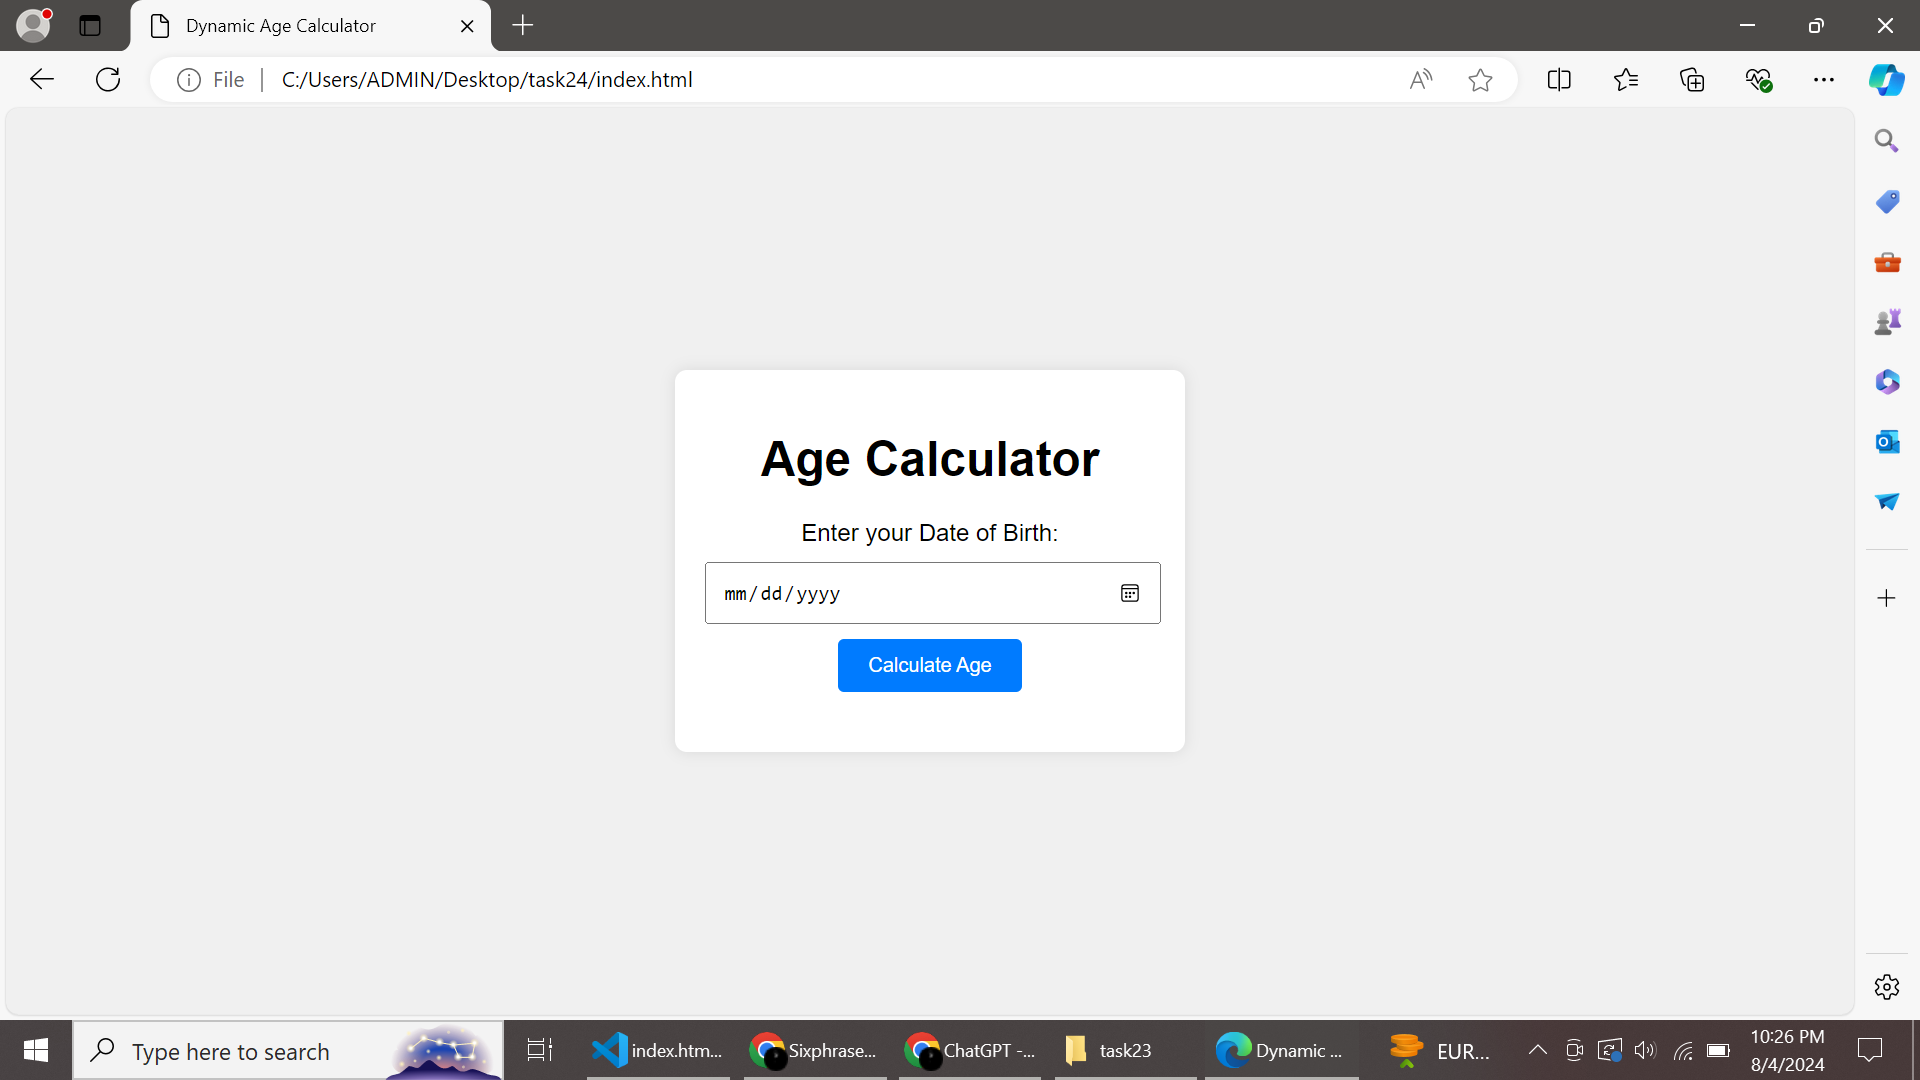 Dynamic Age Calculator
File
C:/Users/ADMIN/Desktop/task24/index.html
Age Calculator
Enter your Date of Birth:
mm/dd/yyyy
Calculate Age
Type here to search
index.htm...
Sixphrase...
ChatGPT -...
task23
Dynamic ...
EUR...
10:26 PM
8/4/2024